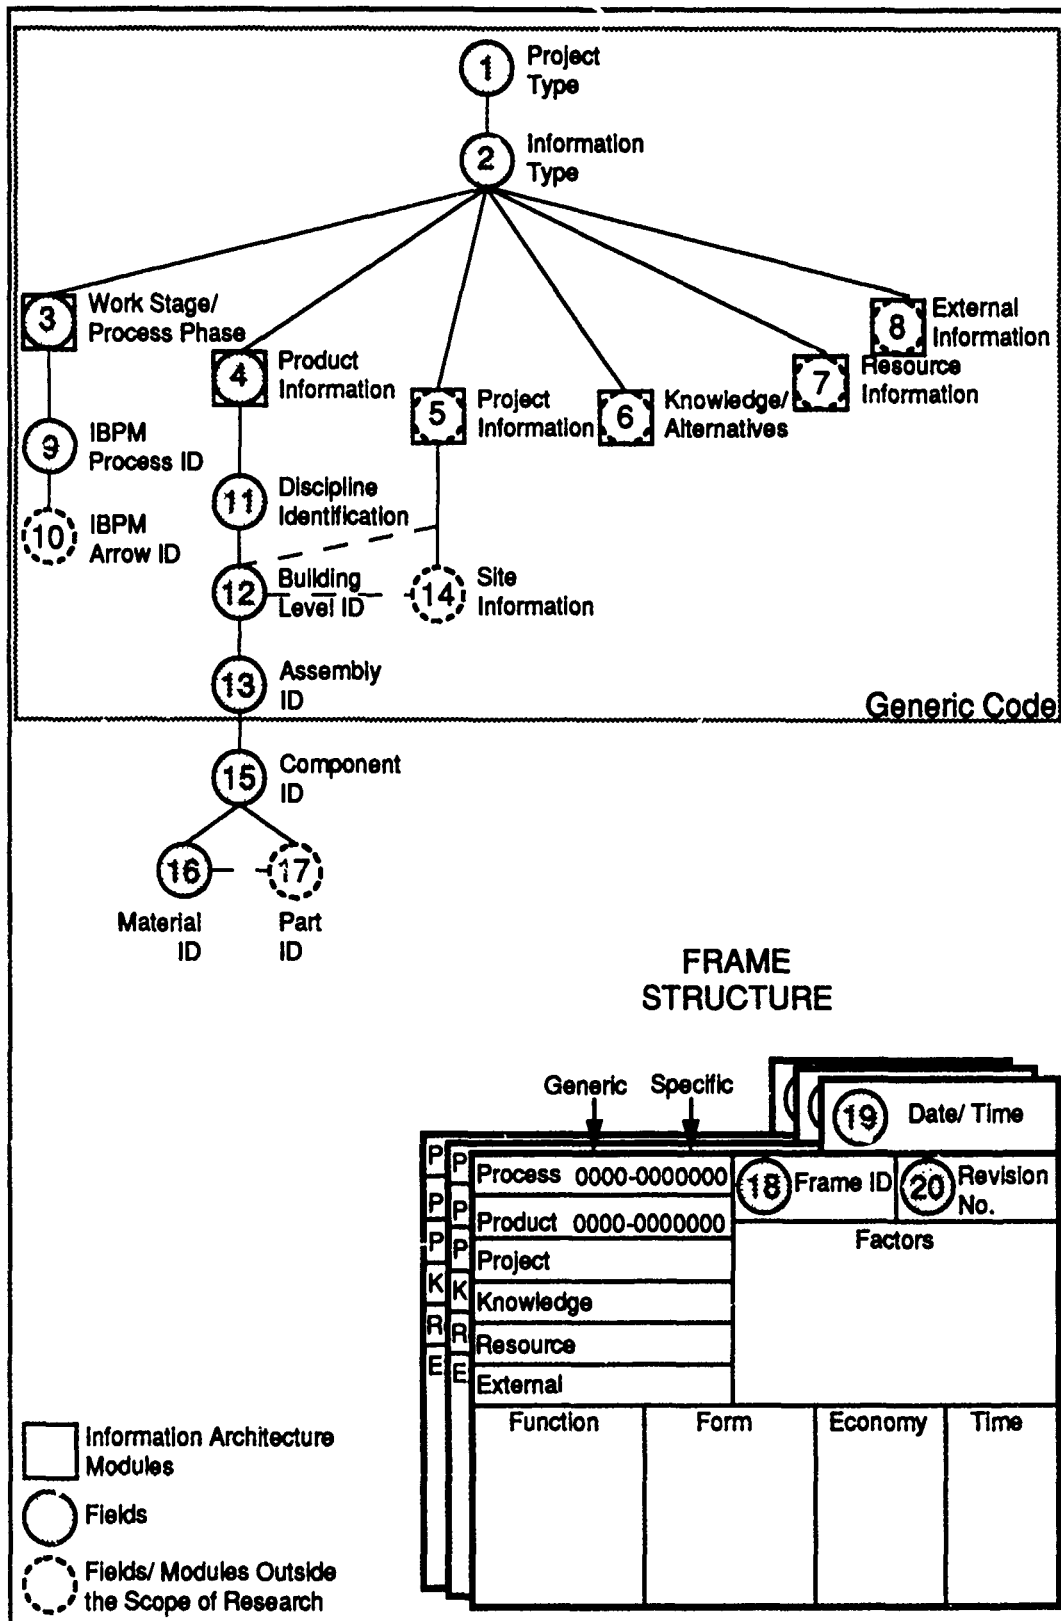 1 Project
Type
2 Information
Type
3 Work Stage/
Process Phase
4 Product
Information
5 Project
Information
6 Knowledge/
Alternatives
7 Resource
Information
8 External
Information
9 IBPM
Process ID
10 IBPM
Arrow ID
11 Discipline
Identification
12 Building
Level ID
14 Site
Information
13 Assembly
ID
Generic Code
15 Component
ID
16 17
Material
ID
Part
ID
FRAME
STRUCTURE
Generic Specific
19 Date/ Time
P
P
P
K
R
E
P
P
P
K
R
E
Process 0000-0000000
18 Frame ID
20 Revision
No.
Product 0000-0000000
Factors
Project
Knowledge
Resource
External
Function Form Economy Time
Information Architecture
Modules
Fields
Fields/ Modules Outside
the Scope of Research